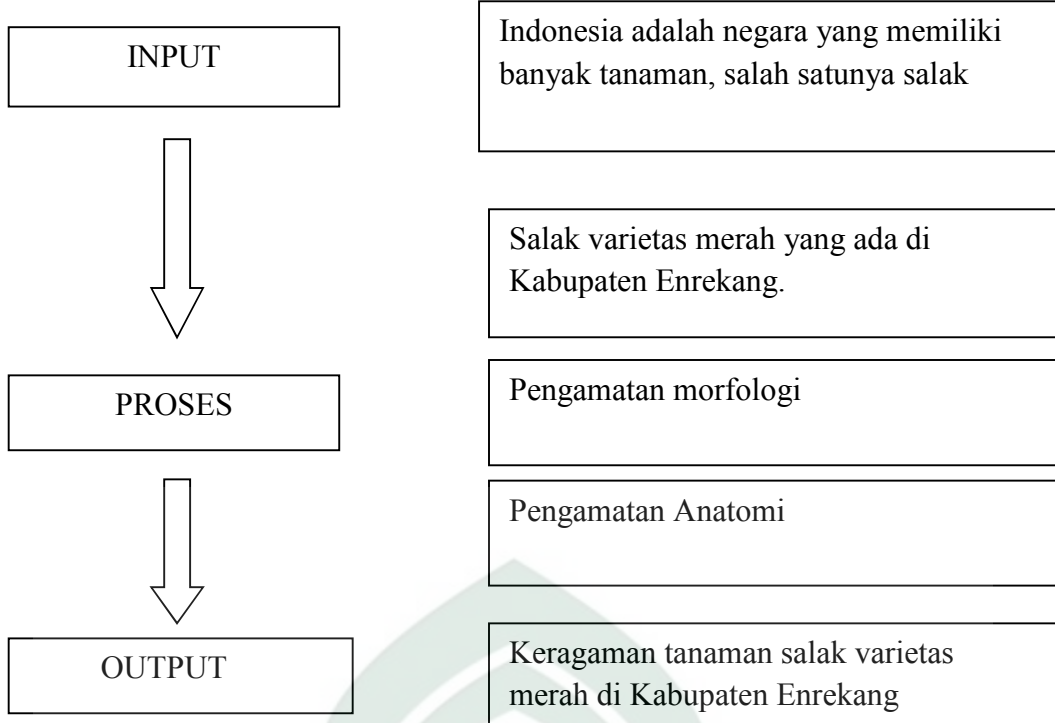 INPUT
Indonesia adalah negara yang memiliki
banyak tanaman, salah satunya salak
Salak varietas merah yang ada di
Kabupaten Enrekang.
PROSES
Pengamatan morfologi
Pengamatan Anatomi
OUTPUT
Keragaman tanaman salak varietas
merah di Kabupaten Enrekang